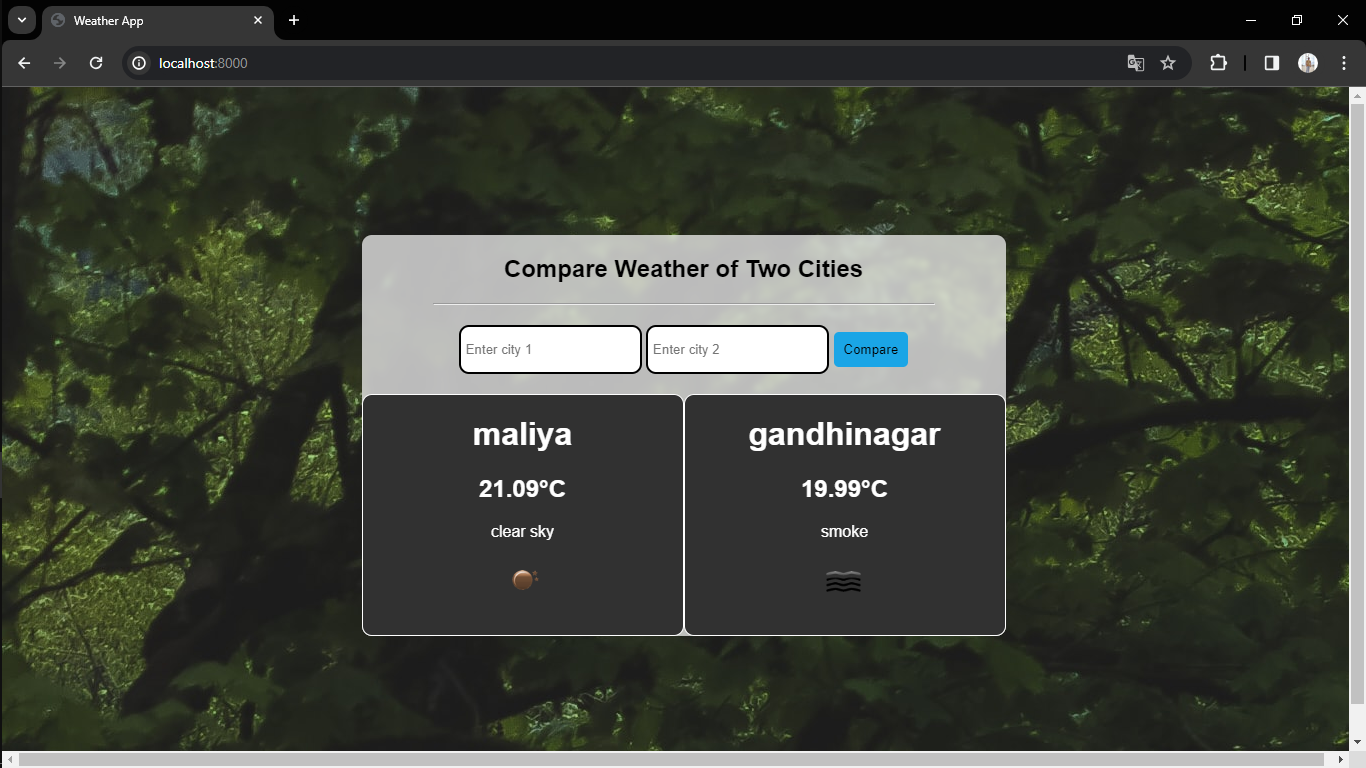 Weather App
localhost:8000
Compare Weather of Two Cities
Enter city 1
Enter city 2
Compare
maliya
21.09°C
clear sky
gandhinagar
19.99°C
smoke